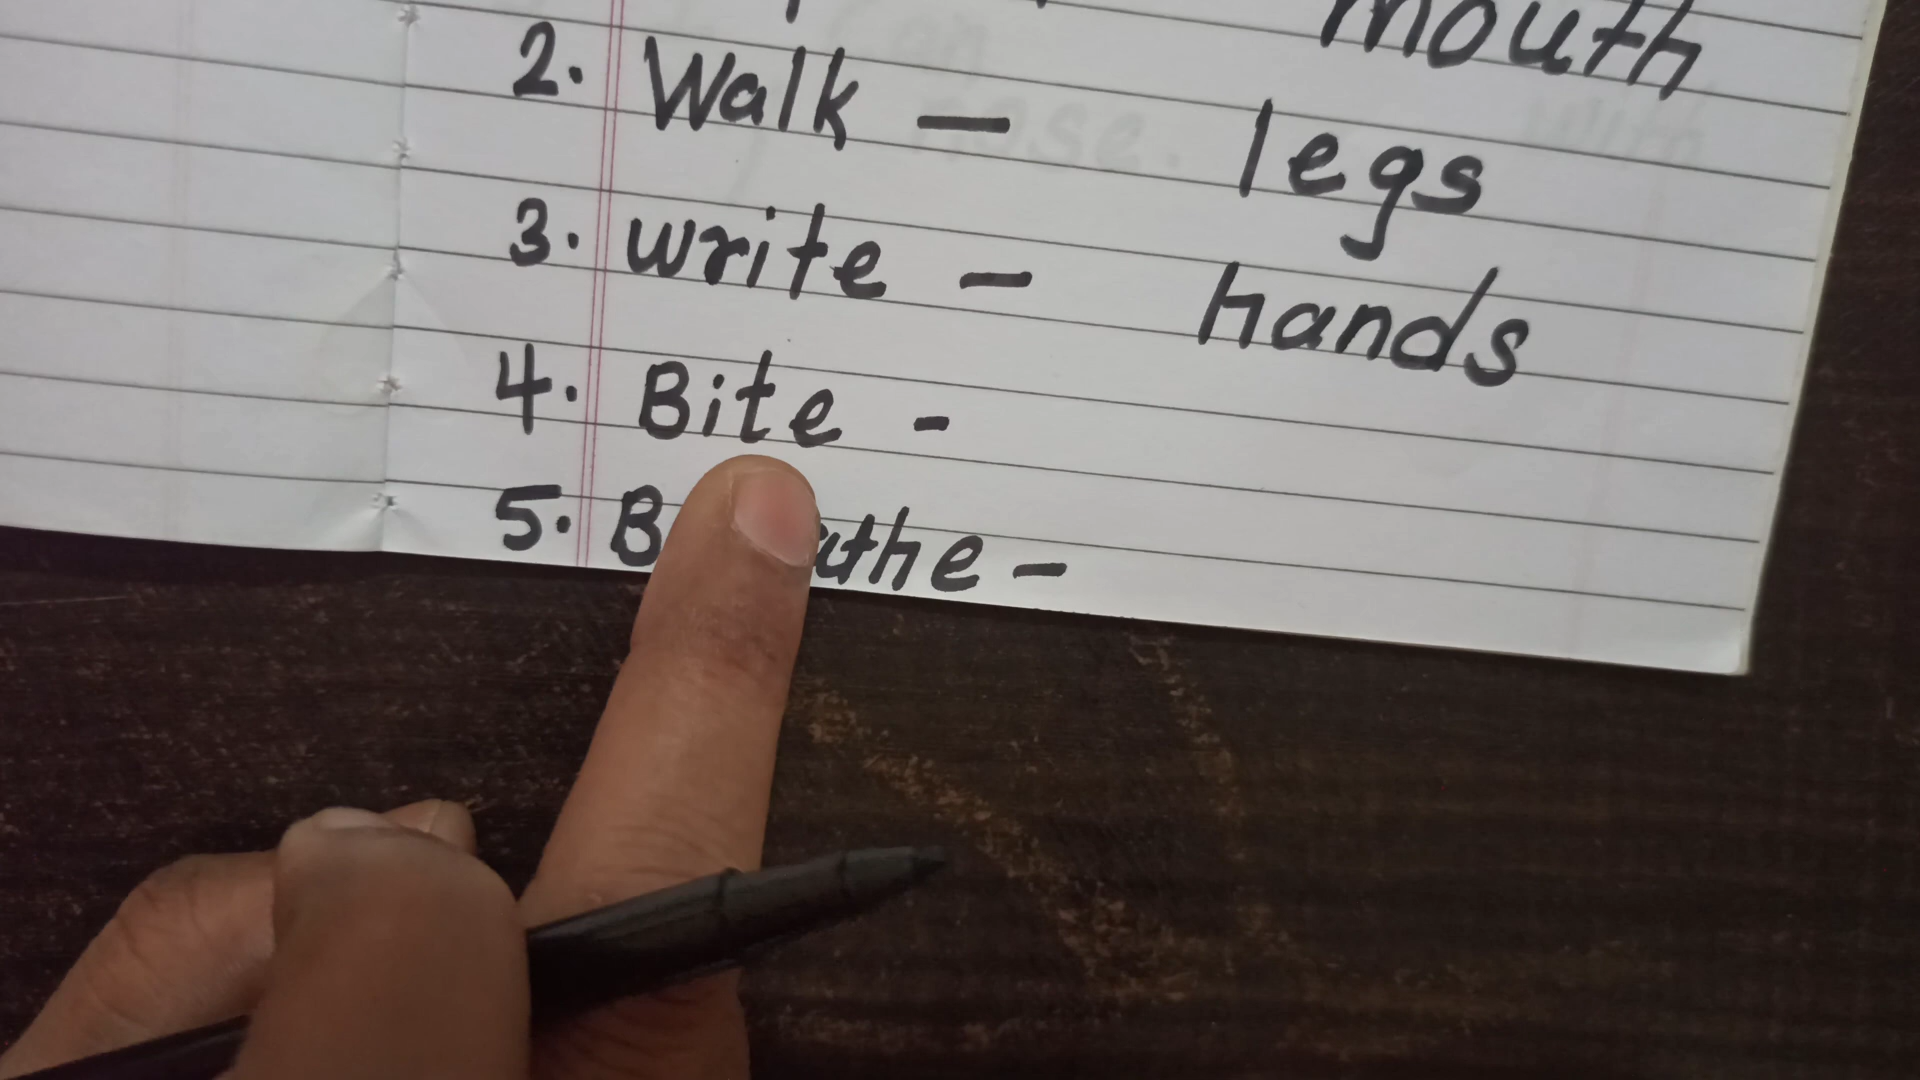 mouth
2. Walk — legs
3. write - hands
4. Bite -
5. -